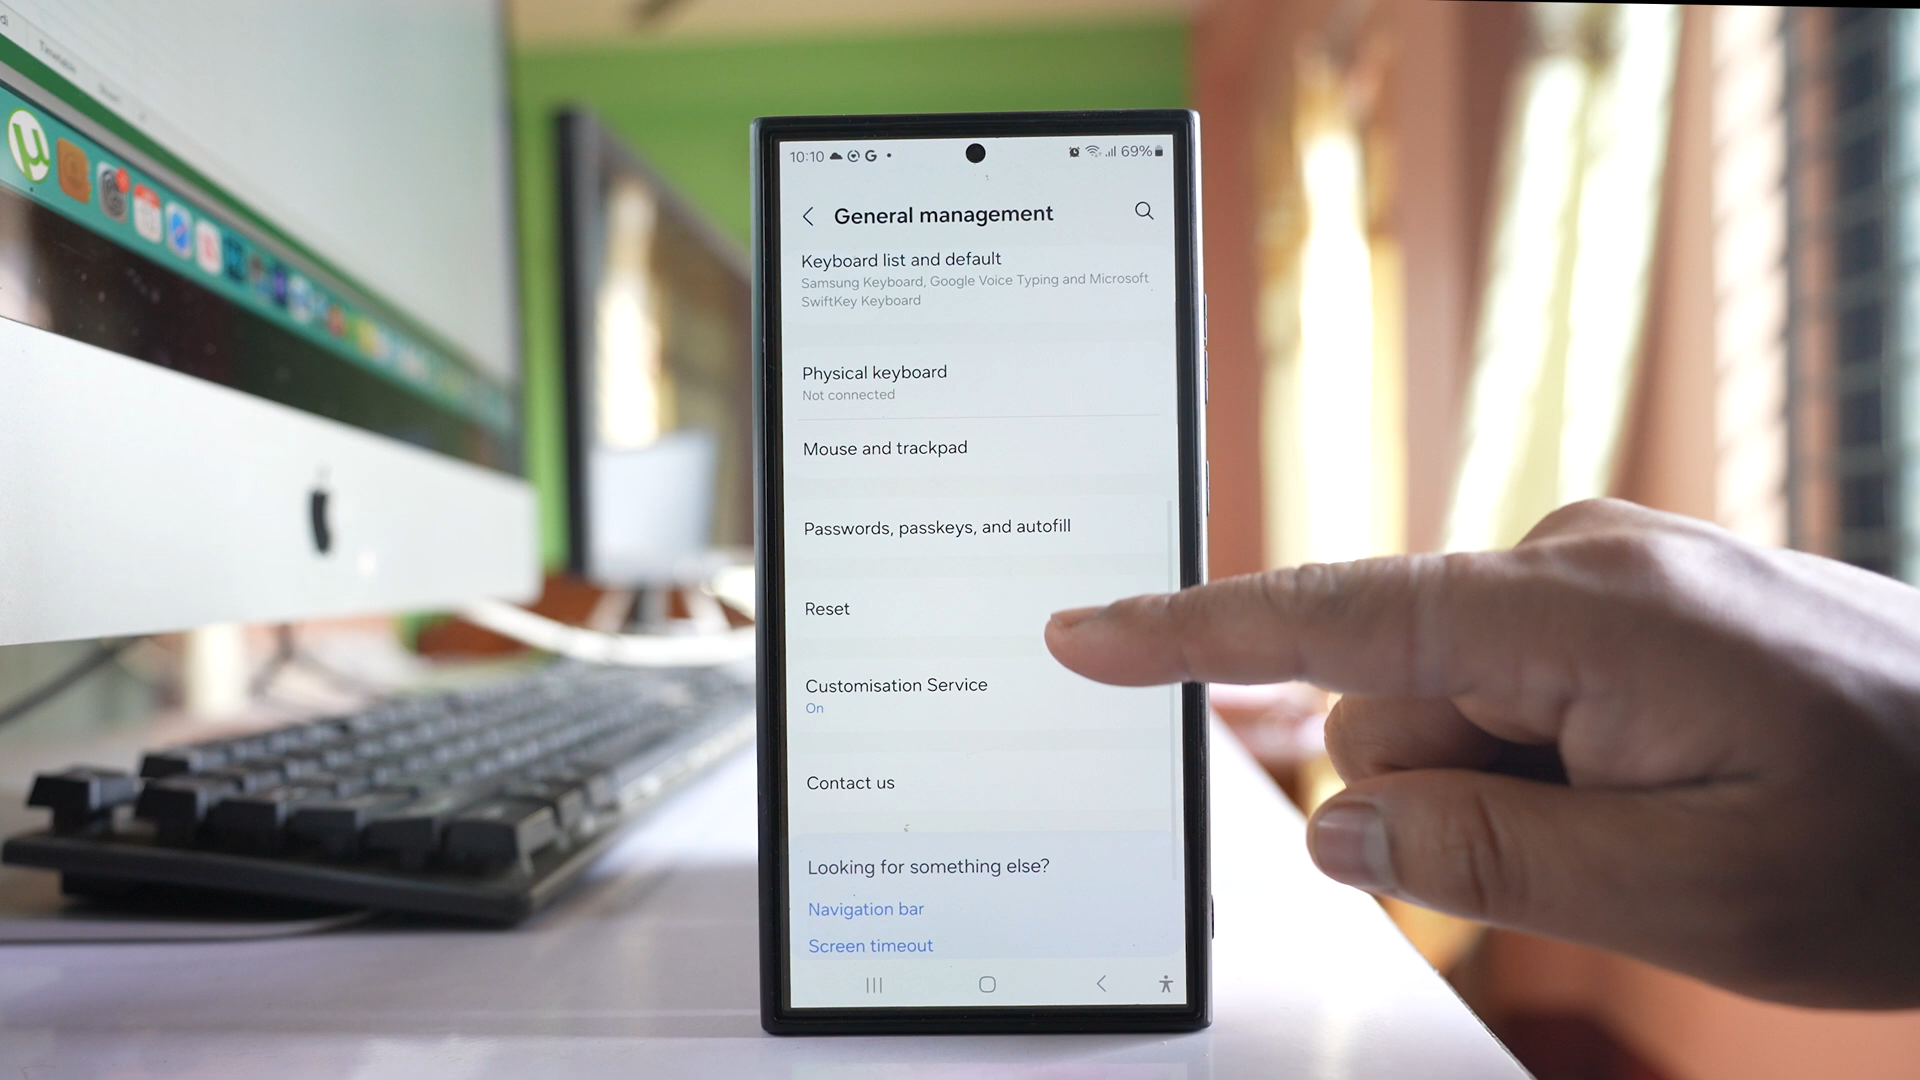 10:10
69%
General management
Keyboard list and default
Samsung Keyboard, Google Voice Typing and Microsoft
SwiftKey Keyboard
Physical keyboard
Not connected
Mouse and trackpad
Passwords, passkeys, and autofill
Reset
Customisation Service
On
Contact us
Looking for something else?
Navigation bar
Screen timeout